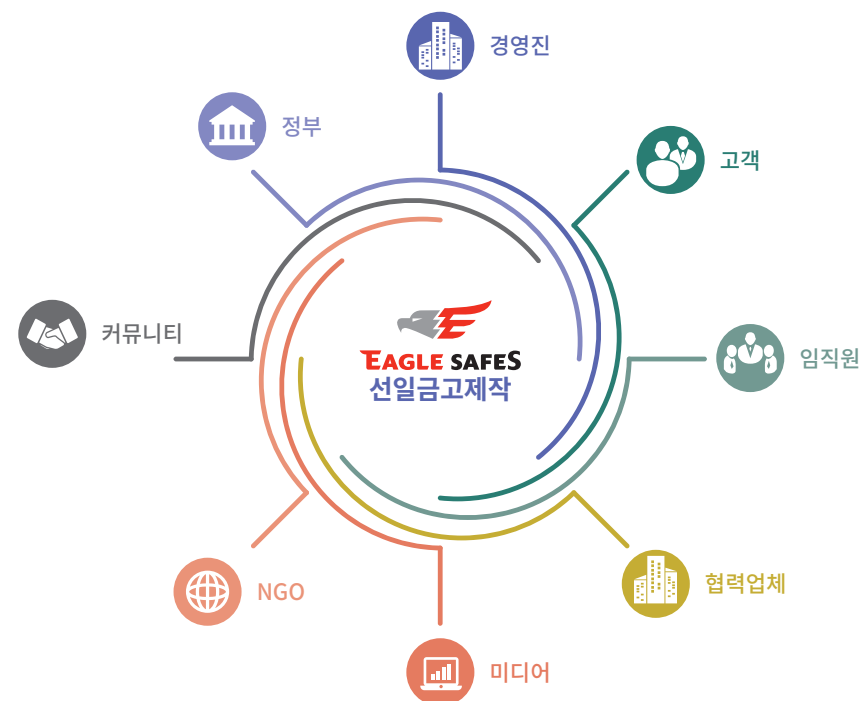 경영진
정부
고객
커뮤니티
EAGLE SAFES
선일금고제작
임직원
NGO
협력업체
미디어